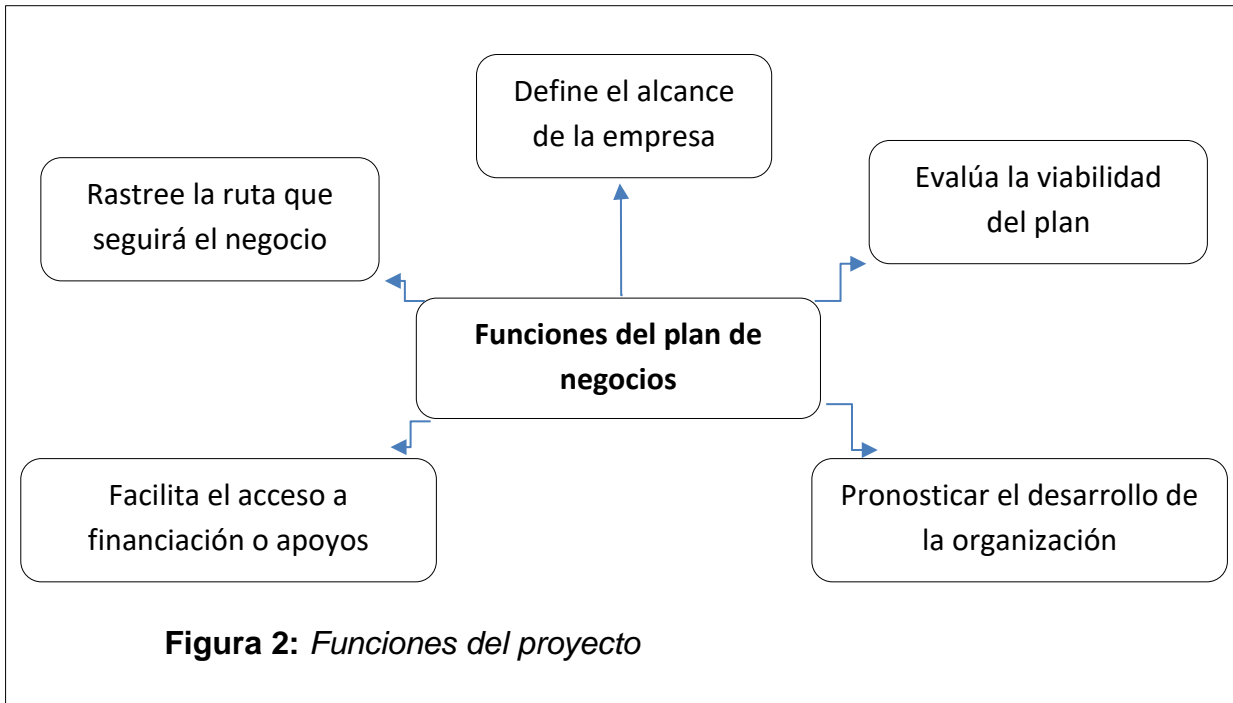 Define el alcance
de la empresa
Rastree la ruta que
seguirá el negocio
Evalúa la viabilidad
del plan
Funciones del plan de
negocios
Facilita el acceso a
financiación o apoyos
Pronosticar el desarrollo de
la organización
Figura 2: Funciones del proyecto